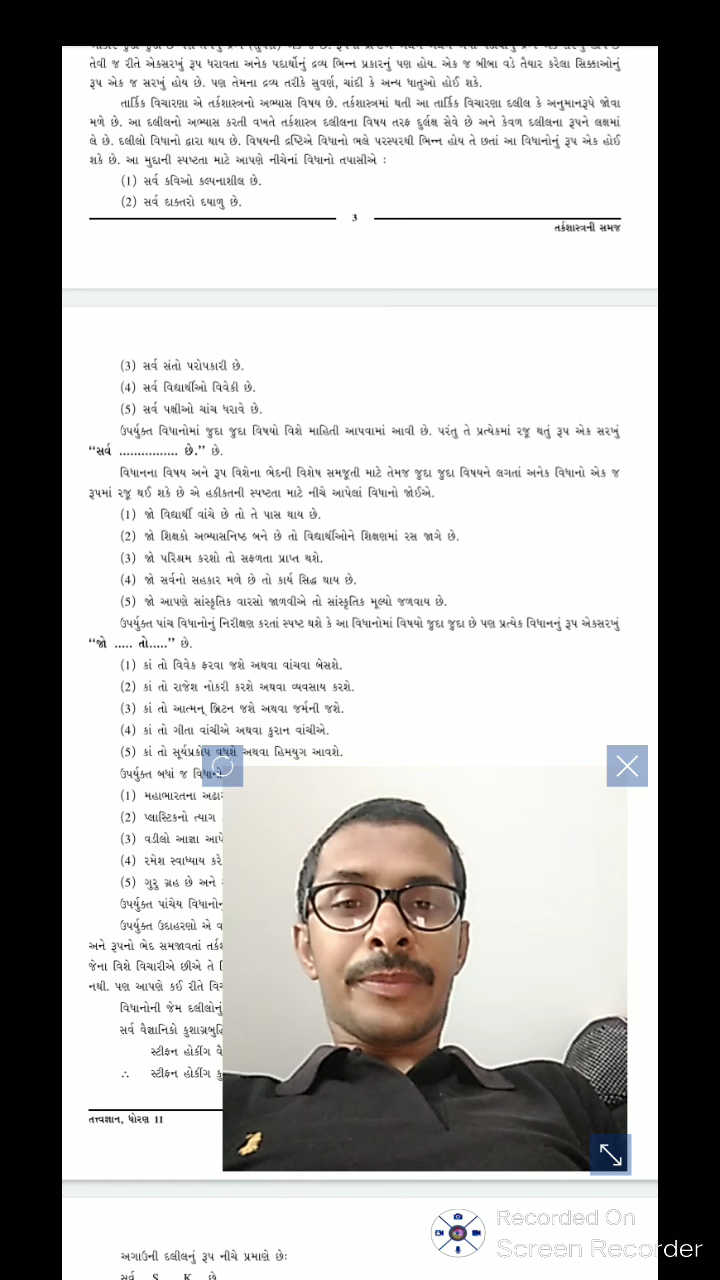 તેવી જ રીતે એકસરખું રૂપ ધરાવતા અનેક પદાર્થોનું દ્રવ્ય ભિન્ન પ્રકારનું પણ હોય. એક જ બીબા વડે તૈયાર કરેલા સિક્કાઓનું
રૂપ એક જ સરખું હોય છે. પણ તેમના દ્રવ્ય તરીકે સુવર્ણ, ચાંદી કે અન્ય ધાતુઓ હોઈ શકે.
તાર્કિક વિચારણા એ તર્કશાસ્ત્રનો અભ્યાસ વિષય છે. તર્કશાસ્ત્રમાં થતી આ તાર્કિક વિચારણા દલીલ કે અનુમાનરૂપે જોવા
મળે છે. આ દલીલનો અભ્યાસ કરતી વખતે તર્કશાસ્ત્ર દલીલના વિષય તરફ દુર્લક્ષ સેવે છે અને કેવળ દલીલના રૂપને લક્ષમાં
લે છે. દલીલો વિધાનો દ્વારા થાય છે. વિષયની દ્રષ્ટિએ વિધાનો ભલે પરસ્પરથી ભિન્ન હોય તે છતાં આ વિધાનોનું રૂપ એક હોઈ
શકે છે. આ મુદાની સ્પષ્ટતા માટે આપણે નીચેનાં વિધાનો તપાસીએ :
(1) સર્વ કવિઓ કલ્પનાશીલ છે.
(2) સર્વ દાક્તરો દયાળુ છે.
3
તર્કશાસ્ત્રની સમજ
(3) સર્વ સંતો પરોપકારી છે.
(4) સર્વ વિદ્યાર્થીઓ વિવેકી છે.
(5) સર્વ પક્ષીઓ ચાંચ ધરાવે છે.
ઉપર્યુક્ત વિધાનોમાં જુદા જુદા વિષયો વિશે માહિતી આપવામાં આવી છે. પરંતુ તે પ્રત્યેકમાં રજૂ થતું રૂપ એક સરખું
“સર્વ ................ છે.” છે.
વિધાનના વિષય અને રૂપ વિશેના ભેદની વિશેષ સમજૂતી માટે તેમજ જુદા જુદા વિષયને લગતાં અનેક વિધાનો એક જ
રૂપમાં રજૂ થઈ શકે છે એ હકીકતની સ્પષ્ટતા માટે નીચે આપેલાં વિધાનો જોઈએ.
(1) જો વિદ્યાર્થી વાંચે છે તો તે પાસ થાય છે.
(2) જો શિક્ષકો અભ્યાસનિષ્ઠ બને છે તો વિદ્યાર્થીઓને શિક્ષણમાં રસ જાગે છે.
(3) જો પરિશ્રમ કરશો તો સફળતા પ્રાપ્ત થશે.
(4) જો સર્વનો સહકાર મળે છે તો કાર્ય સિદ્ધ થાય છે.
(5) જો આપણે સાંસ્કૃતિક વારસો જાળવીએ તો સાંસ્કૃતિક મૂલ્યો જળવાય છે.
ઉપર્યુક્ત પાંચ વિધાનોનું નિરીક્ષણ કરતાં સ્પષ્ટ થશે કે આ વિધાનોમાં વિષયો જુદા જુદા છે પણ પ્રત્યેક વિધાનનું રૂપ એકસરખું
“જો ..... તો.....” છે.
(1) કાં તો વિવેક ફરવા જશે અથવા વાંચવા બેસશે.
(2) કાં તો રાજેશ નોકરી કરશે અથવા વ્યવસાય કરશે.
(3) કાં તો આત્મન્ બ્રિટન જશે અથવા જર્મની જશે.
(4) કાં તો ગીતા વાંચીએ અથવા કુરાન વાંચીએ.
(5) કાં તો સૂર્યપ્રકોપ વધશે અથવા હિમયુગ આવશે.
ઉપર્યુક્ત બધાં જ વિધાનો
(1) મહાભારતના
(2) પ્લાસ્ટિકનો ત્યાગ
(3) વડીલો આજ્ઞા
(4) રમેશ સ્વાધ્યાય કરે
(5) ગુરુ ગ્રહ છે અને
ઉપર્યુક્ત પાંચેય
ઉપર્યુક્ત ઉદાહરણો એ
અને રૂપનો ભેદ સમજાવતાં
જેના વિશે વિચારીએ છીએ તે
નથી. પણ આપણે કઈ રીતે
વિધાનોની જેમ
સર્વ વૈજ્ઞાનિકો
સ્ટીફન હોકીંગ
∴ સ્ટીફન હોકીંગ
તત્ત્વજ્ઞાન, ધોરણ 11
અગાઉની દલીલનું રૂપ નીચે પ્રમાણે છેઃ
સર્વ S K છે
Recorded On
Screen Recorder